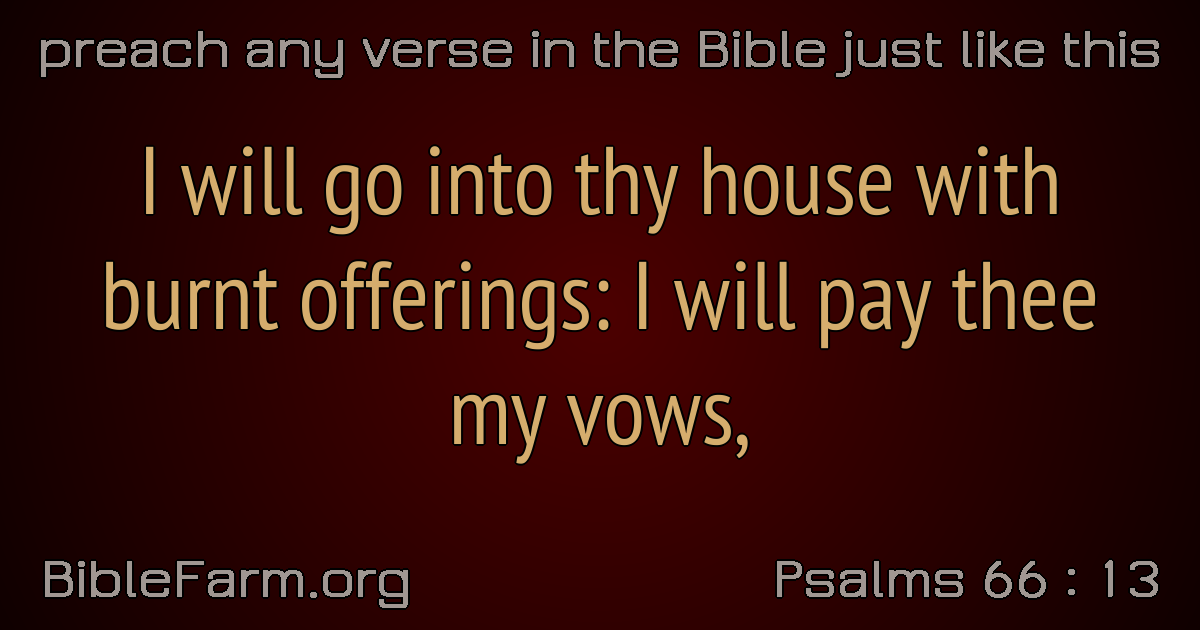 preach any verse in the Bible just like this
I will go into thy house with
burnt offerings: I will pay thee
my vows,
BibleFarm.org
Psalms 66 : 13